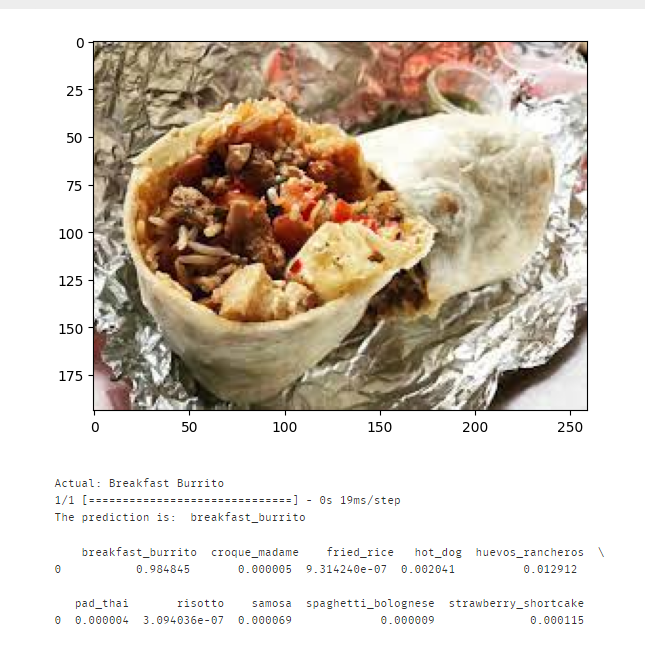 0
25
50
75
100
125
150
175
0 50 100 150 200 250
Actual: Breakfast Burrito
1/1 [==============================] - 0s 19ms/step
The prediction is:  breakfast_burrito
breakfast_burrito croque_madame fried_rice hot_dog huevos_rancheros \
0 0.984845 0.000005 9.314240e-07 0.002041 0.012912
pad_thai risotto samosa spaghetti_bolognese strawberry_shortcake
0 0.000004 3.094036e-07 0.000069 0.000009 0.000115